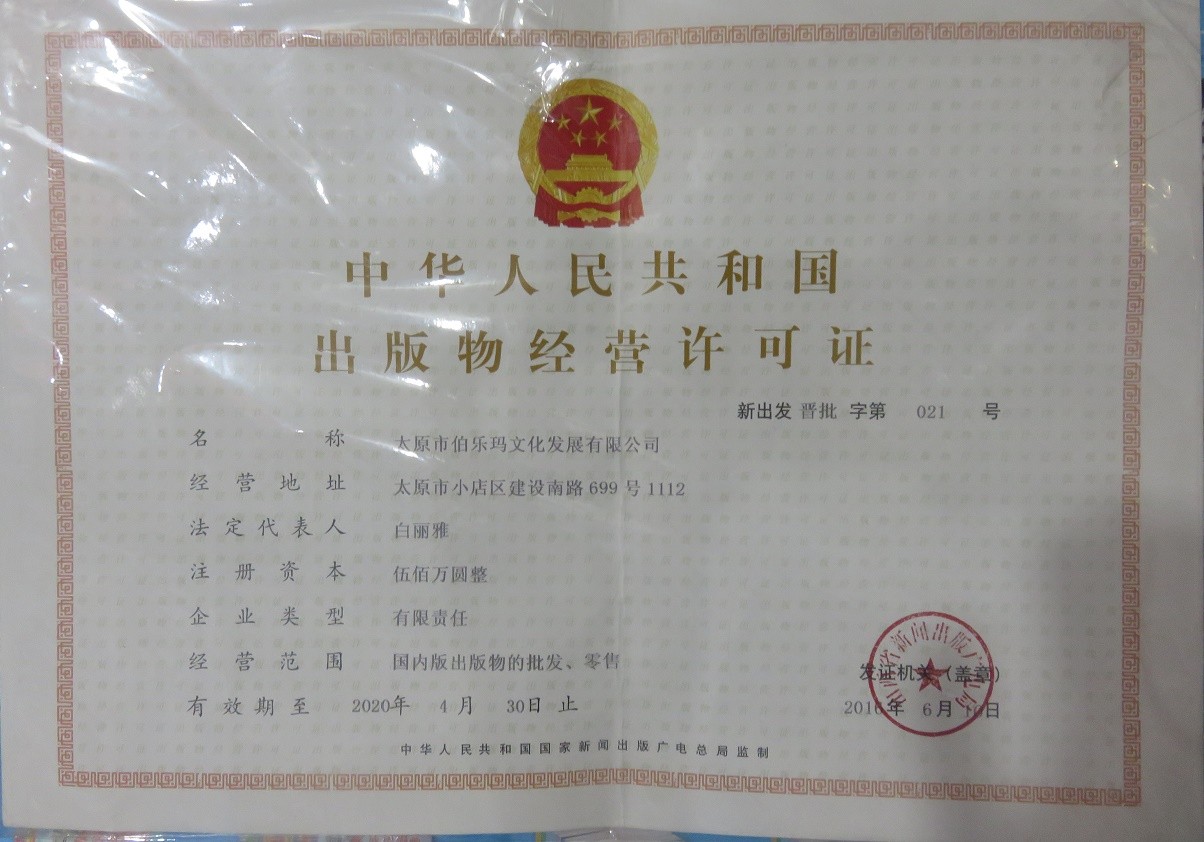 中华人民共和国
出版物经营许可证
新出发 晋批 字第 021 号
名称 太原市伯乐玛文化发展有限公司
经营地址 太原市小店区建设南路 699 号 1112
法定代表人 白丽雅
注册资本 伍佰万圆整
企业类型 有限责任
经营范围 国内版出版物的批发、零售
有效期至 2020年 4 月 30日 止
发证机关（盖章）
2016年 6月 日
中华人民共和国国家新闻出版广电总局监制